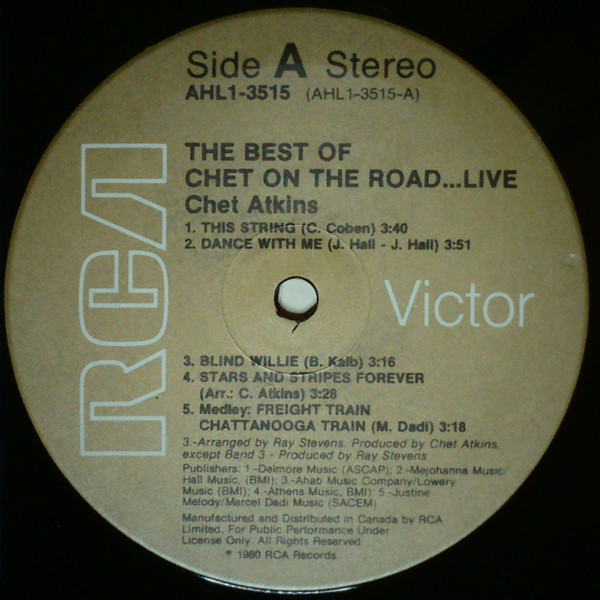 Side A Stereo
AHL1-3515 (AHL1-3515-A)
THE BEST OF
CHET ON THE ROAD...LIVE
Chet Atkins
1. THIS STRING (C. Coben) 3:40
2. DANCE WITH ME (J. Hall - J. Hall) 3:51
RCA
Victor
3. BLIND WILLIE (B. Kalb) 3:16
4. STARS AND STRIPES FOREVER
(Arr.: C. Atkins) 3:28
5. Medley: FREIGHT TRAIN
CHATTANOOGA TRAIN (M. Dadi) 3:18
3.-Arranged by Ray Stevens. Produced by Chet Atkins,
except Band 3 - Produced by Ray Stevens
Publishers: 1.-Delmore Music (ASCAP); 2.-Mejohanna Music/
Hall Music, (BMI); 3.-Ahab Music Company/Lowery
Music (BMI); 4.-Athens Music, BMI); 5.-Justine
Melody/Marcel Dadi Music (SACEM)
Manufactured and Distributed in Canada by RCA
Limited. For Public Performance Under
License Only. All Rights Reserved
℗ 1980 RCA Records